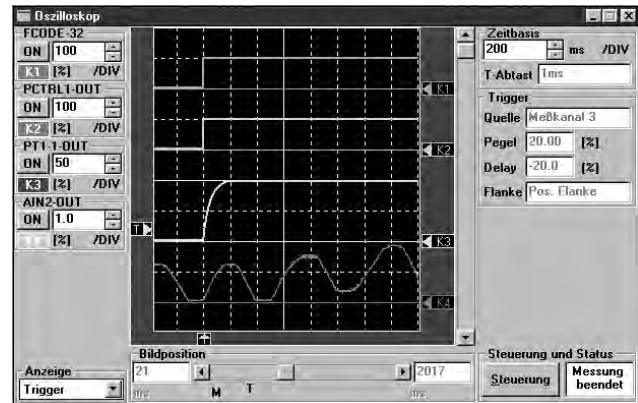 Oszilloskop
FCODE-32
ON 100
K1 [%] /DIV
PCTRL1-OUT
ON 100
K2 [%] /DIV
PT1-1-OUT
ON 50
K3 [%] /DIV
AIN2-OUT
ON 1.0
[%] /DIV
Anzeige
Trigger
K1
K2
T
K3
K4
Bildposition
21
2017
ms
M T
ms
Zeitbasis
200 ms /DIV
T-Abtast 1ms
Trigger
Quelle Meßkanal 3
Pegel 20.00 [%]
Delay -20.0 [%]
Flanke Pos. Flanke
Steuerung und Status
Steuerung
Messung
beendet